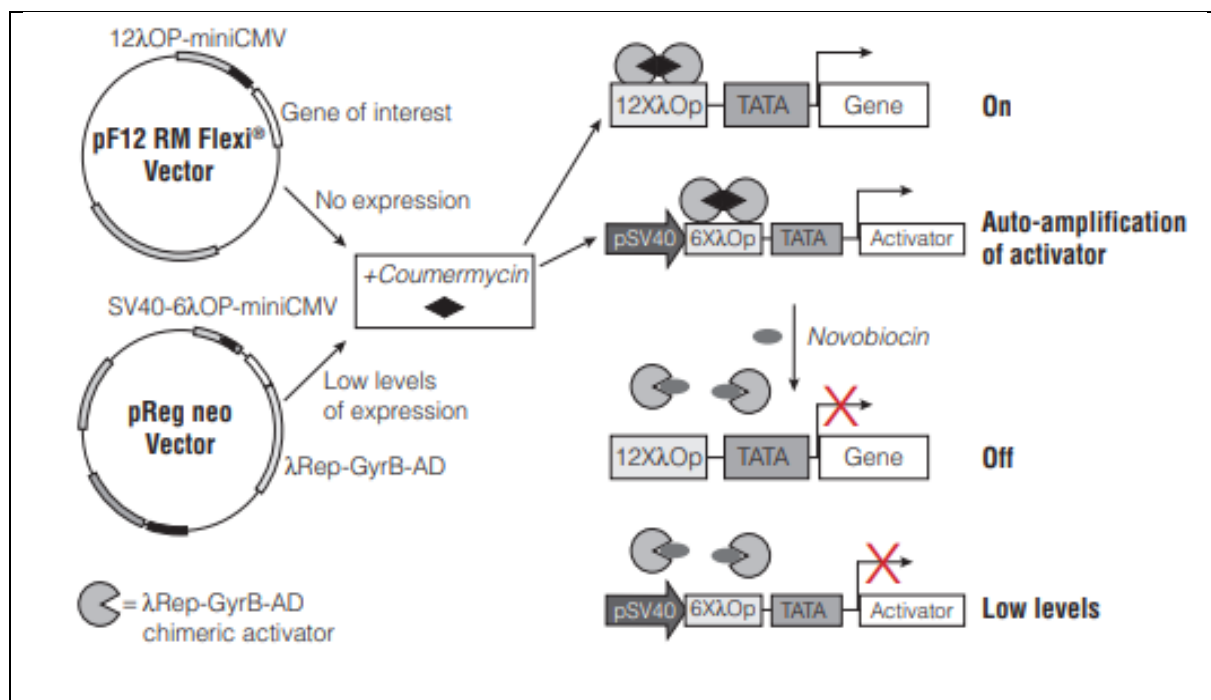 12λOP-miniCMV
Gene of interest
pF12 RM Flexi®
Vector
No expression
+Coumermycin
SV40-6λOP-miniCMV
Low levels
of expression
pReg neo
Vector
λRep-GyrB-AD
= λRep-GyrB-AD
chimeric activator
12XλOp
TATA
Gene
On
pSV40
6XλOp
TATA
Activator
Auto-amplification
of activator
Novobiocin
12XλOp
TATA
Gene
Off
pSV40
6XλOp
TATA
Activator
Low levels